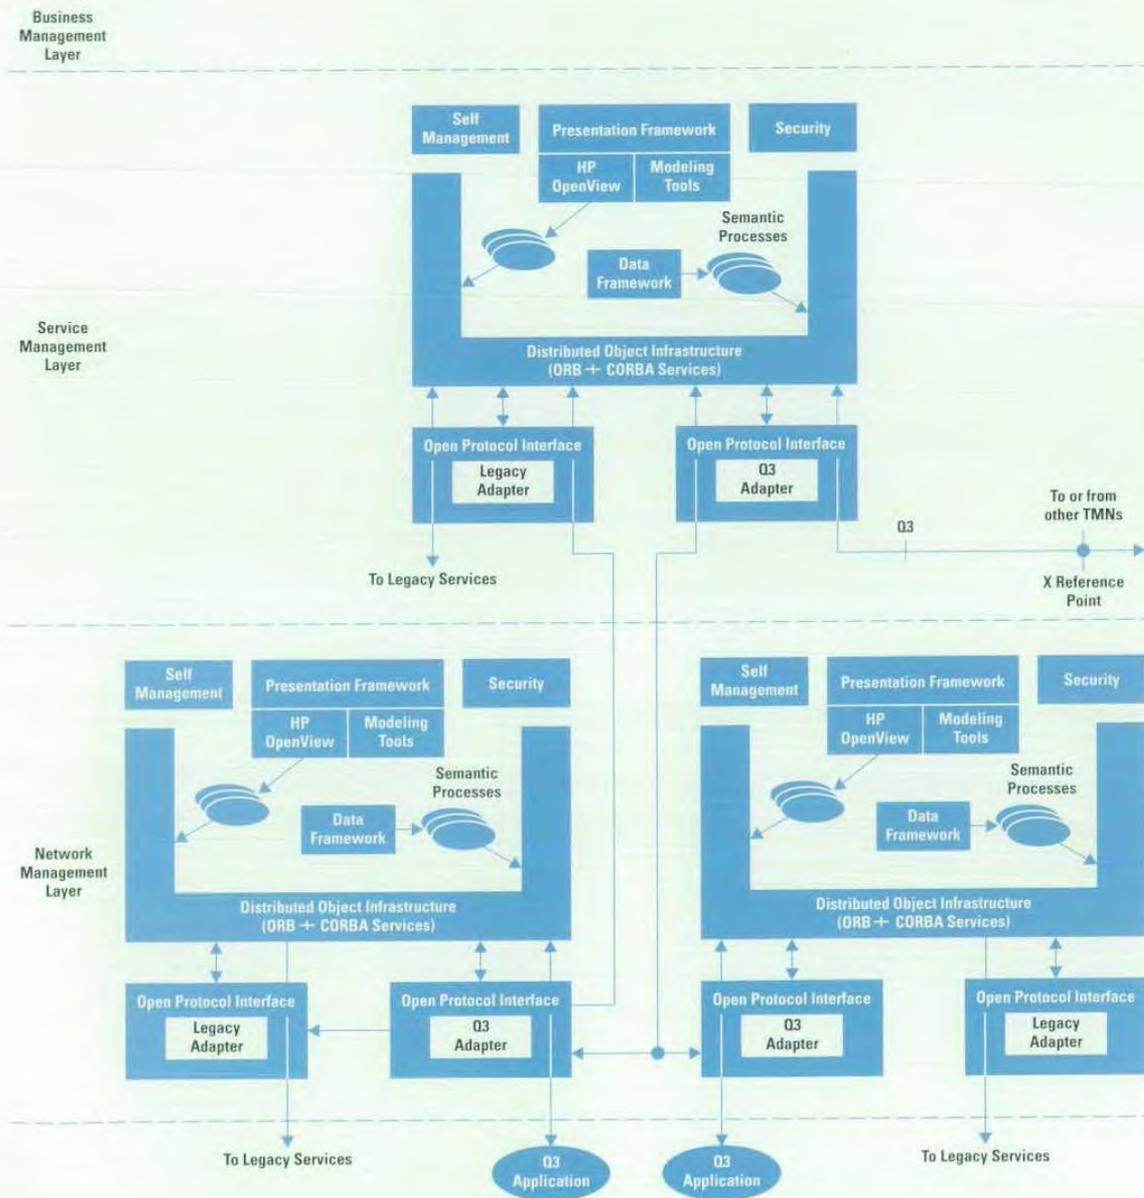 Business
Management
Layer
Self
Management
Presentation Framework
Security
HP
OpenView
Modeling
Tools
Semantic
Processes
Data
Framework
Service
Management
Layer
Distributed Object Infrastructure
(ORB + CORBA Services)
Open Protocol Interface
Legacy
Adapter
Open Protocol Interface
Q3
Adapter
To Legacy Services
Q3
To or from
other TMNs
X Reference
Point
Self
Management
Presentation Framework
Security
HP
OpenView
Modeling
Tools
Semantic
Processes
Data
Framework
Self
Management
Presentation Framework
Security
HP
OpenView
Modeling
Tools
Semantic
Processes
Data
Framework
Network
Management
Layer
Distributed Object Infrastructure
(ORB + CORBA Services)
Distributed Object Infrastructure
(ORB + CORBA Services)
Open Protocol Interface
Legacy
Adapter
Open Protocol Interface
Q3
Adapter
Open Protocol Interface
Q3
Adapter
Open Protocol Interface
Legacy
Adapter
To Legacy Services
Q3
Application
Q3
Application
To Legacy Services